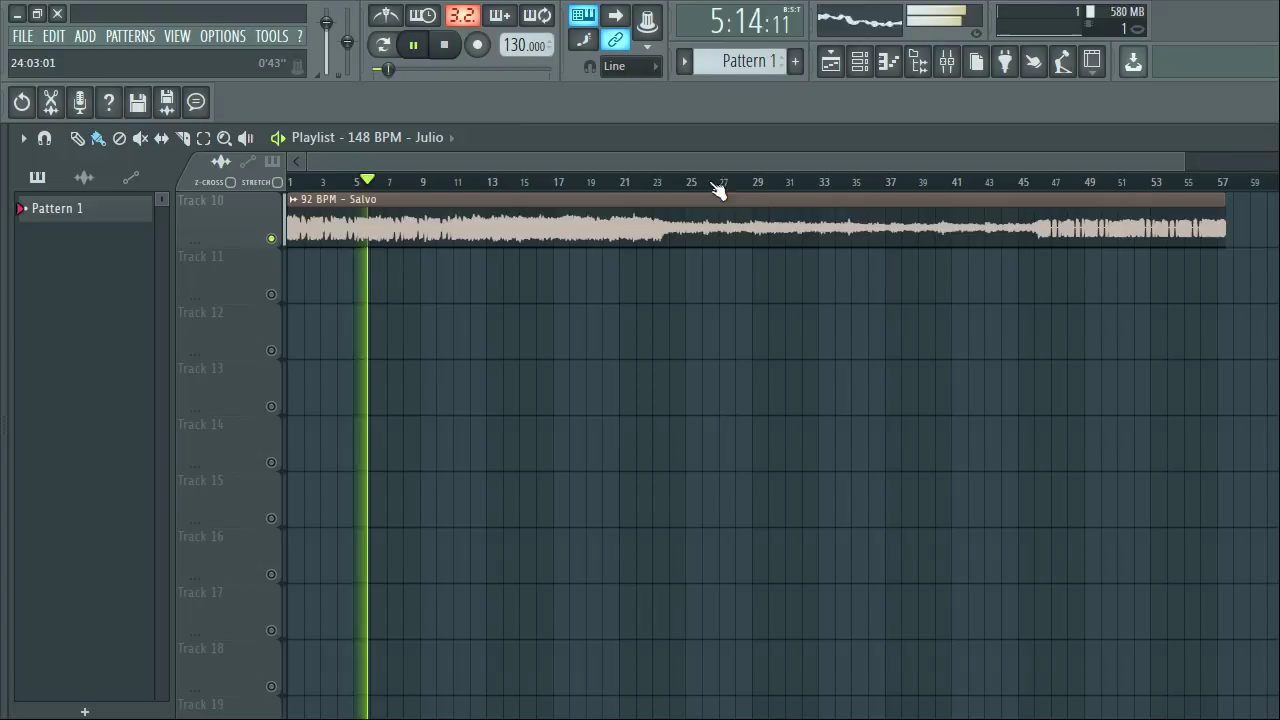 5:14:11 B:S:T
1 580 MB
1
3.2.
FILE EDIT ADD PATTERNS VIEW OPTIONS TOOLS ?
130.000
24:03:01 0'43"
Line
Pattern 1 +
Playlist - 148 BPM - Julio
Z-CROSS STRETCH
1 3 5 7 9 11 13 15 17 19 21 23 25 27 29 31 33 35 37 39 41 43 45 47 49 51 53 55 57 59
Pattern 1
Track 10
92 BPM - Salvo
...
Track 11
...
Track 12
...
Track 13
...
Track 14
...
Track 15
...
Track 16
...
Track 17
...
Track 18
...
Track 19
+